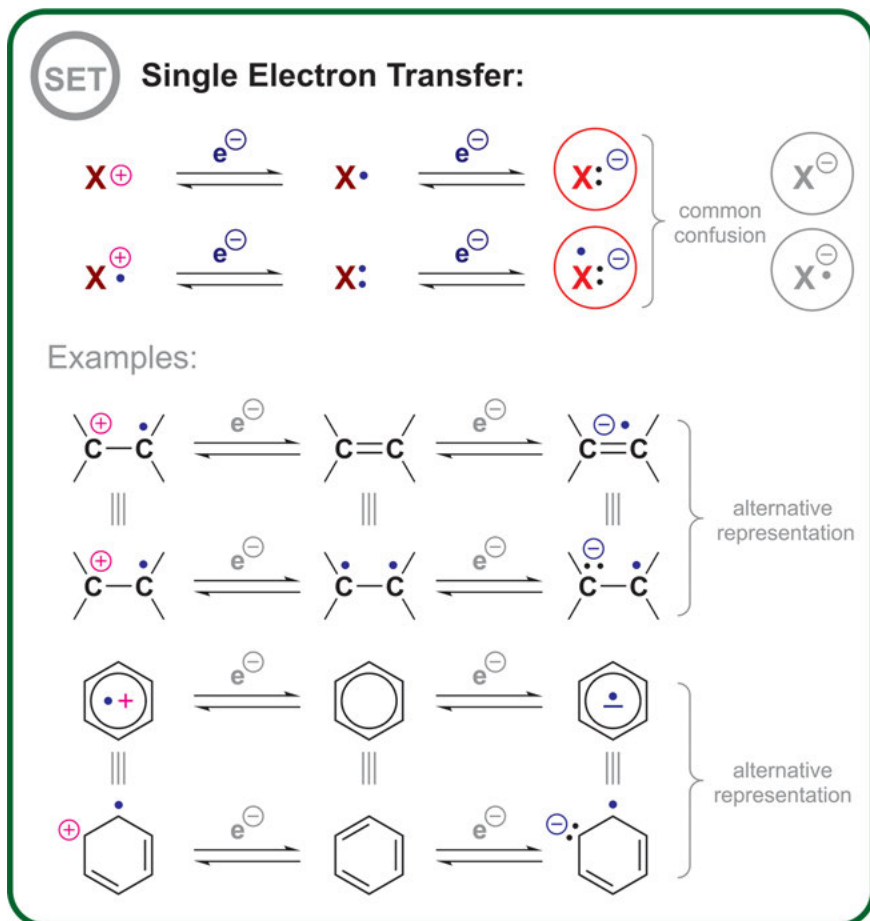 SET Single Electron Transfer:
X⊕ e⊖ X• e⊖ X:⊖ X⊖
common
confusion
X•⊕ e⊖ X: e⊖ •X:⊖ X•⊖
Examples:
⊕ • e⊖ e⊖ ⊖ •
C — C C = C C = C
alternative
representation
⊕ • e⊖ • • e⊖ ⊖ •• •
C — C C — C C — C
• + e⊖ e⊖ • −
alternative
representation
⊕ • e⊖ e⊖ ⊖ •• •